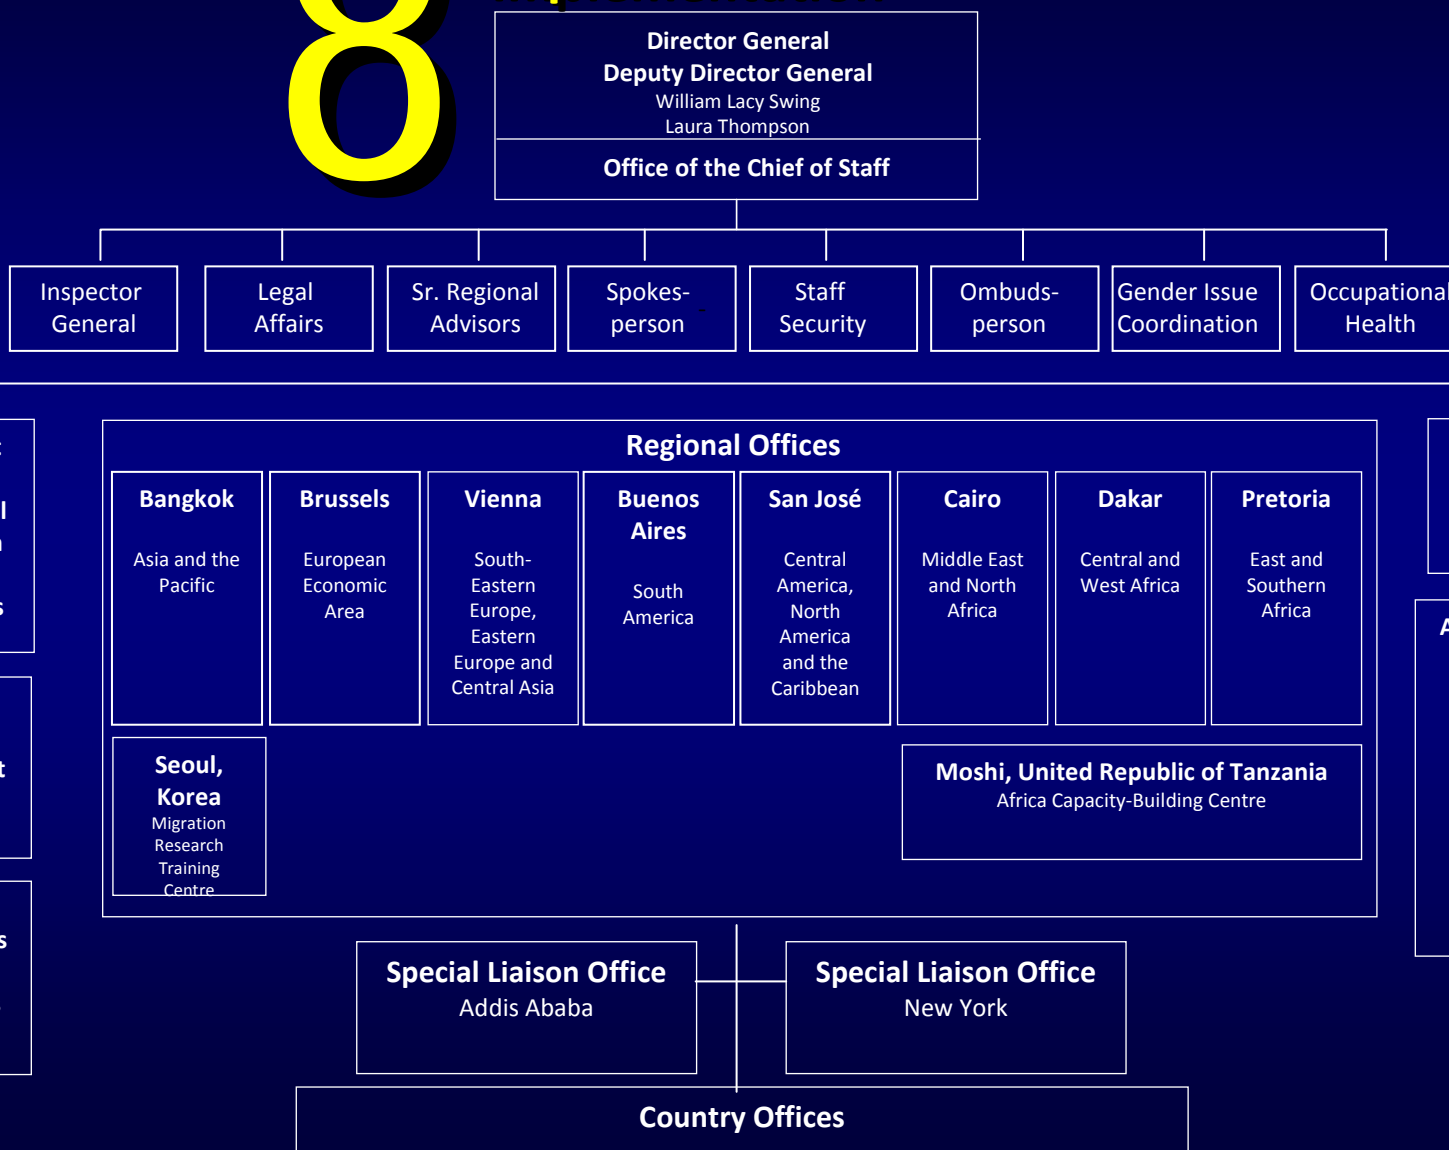 8
Director General
Deputy Director General
William Lacy Swing
Laura Thompson
Office of the Chief of Staff
Inspector
General
Legal
Affairs
Sr. Regional
Advisors
Spokes-
person
Staff
Security
Ombuds-
person
Gender Issue
Coordination
Occupational
Health
Regional Offices
Bangkok
Asia and the
Pacific
Brussels
European
Economic
Area
Vienna
South-
Eastern
Europe,
Eastern
Europe and
Central Asia
Buenos
Aires
South
America
San José
Central
America,
North
America
and the
Caribbean
Cairo
Middle East
and North
Africa
Dakar
Central and
West Africa
Pretoria
East and
Southern
Africa
Seoul,
Korea
Migration
Research
Training
Centre
Moshi, United Republic of Tanzania
Africa Capacity-Building Centre
Special Liaison Office
Addis Ababa
Special Liaison Office
New York
Country Offices